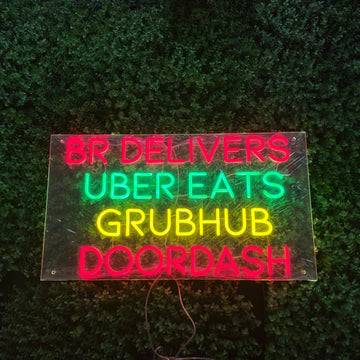 BR DELIVERS
UBER EATS
GRUBHUB
DOORDASH